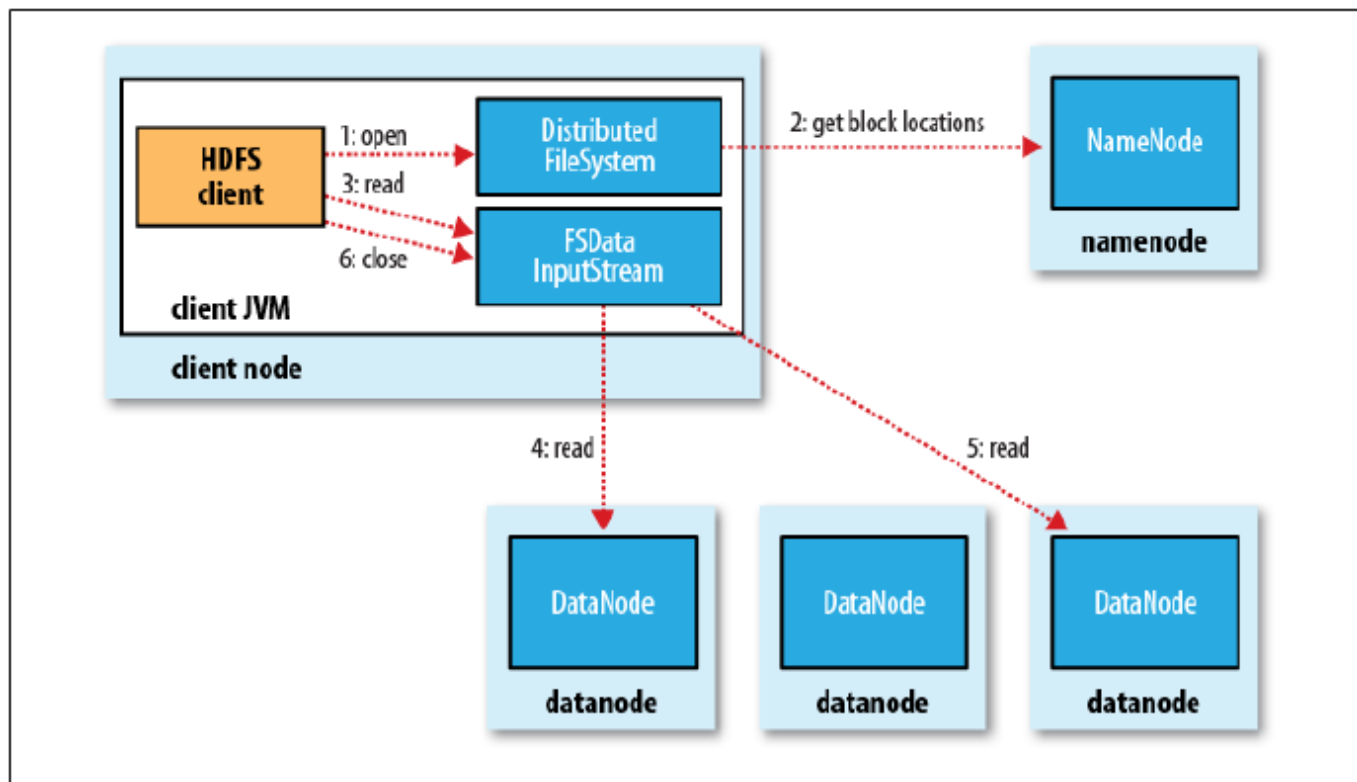 HDFS
client
1: open
3: read
6: close
Distributed
FileSystem
FSData
InputStream
client JVM
client node
2: get block locations
NameNode
namenode
4: read
5: read
DataNode
datanode
DataNode
datanode
DataNode
datanode